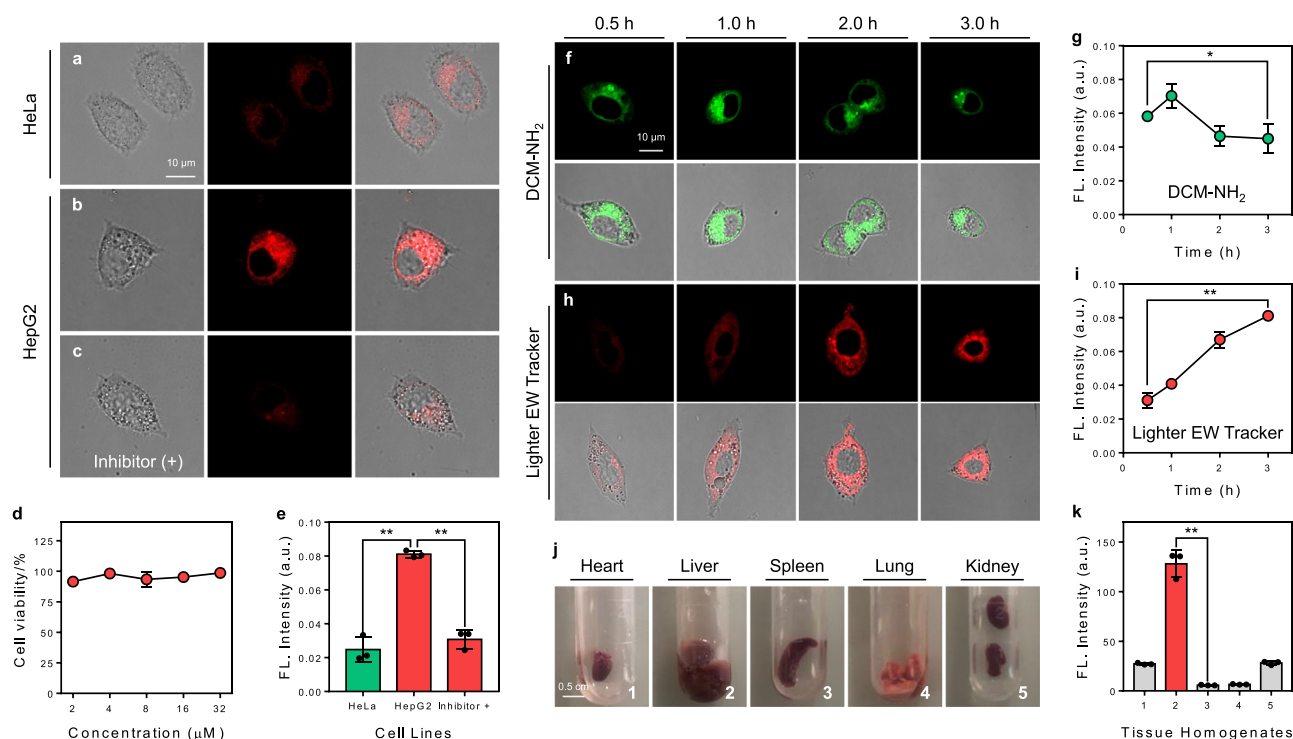 a
HeLa
10 μm
b
HepG2
c
Inhibitor (+)
d
125
100
75
50
25
0
Cell viability/%
2
4
8
16
32
Concentration (μM)
e
0.10
0.08
0.06
0.04
0.02
0.00
FL. Intensity (a.u.)
**
**
HeLa
HepG2
Inhibitor +
Cell Lines
0.5 h
1.0 h
2.0 h
3.0 h
f
DCM-NH2
10 μm
h
Lighter EW Tracker
g
0.10
0.08
0.06
0.04
0.02
0.00
FL. Intensity (a.u.)
*
DCM-NH2
0
1
2
3
Time (h)
i
0.10
0.08
0.06
0.04
0.02
0.00
FL. Intensity (a.u.)
**
Lighter EW Tracker
0
1
2
3
Time (h)
j
Heart
Liver
Spleen
Lung
Kidney
0.5 cm
1
2
3
4
5
k
150
100
50
0
FL. Intensity (a.u.)
**
1
2
3
4
5
Tissue Homogenates